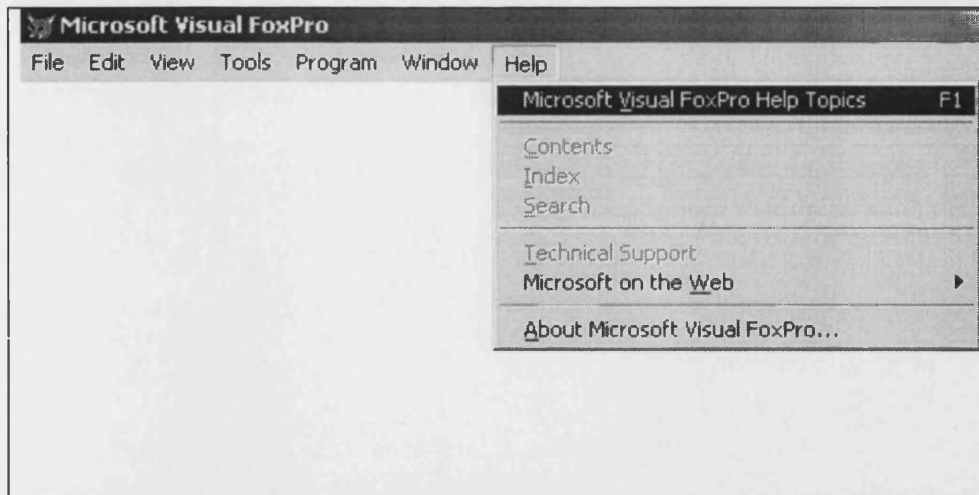 Microsoft Visual FoxPro
File Edit View Tools Program Window Help
Microsoft Visual FoxPro Help Topics F1
Contents
Index
Search
Technical Support
Microsoft on the Web
About Microsoft Visual FoxPro...